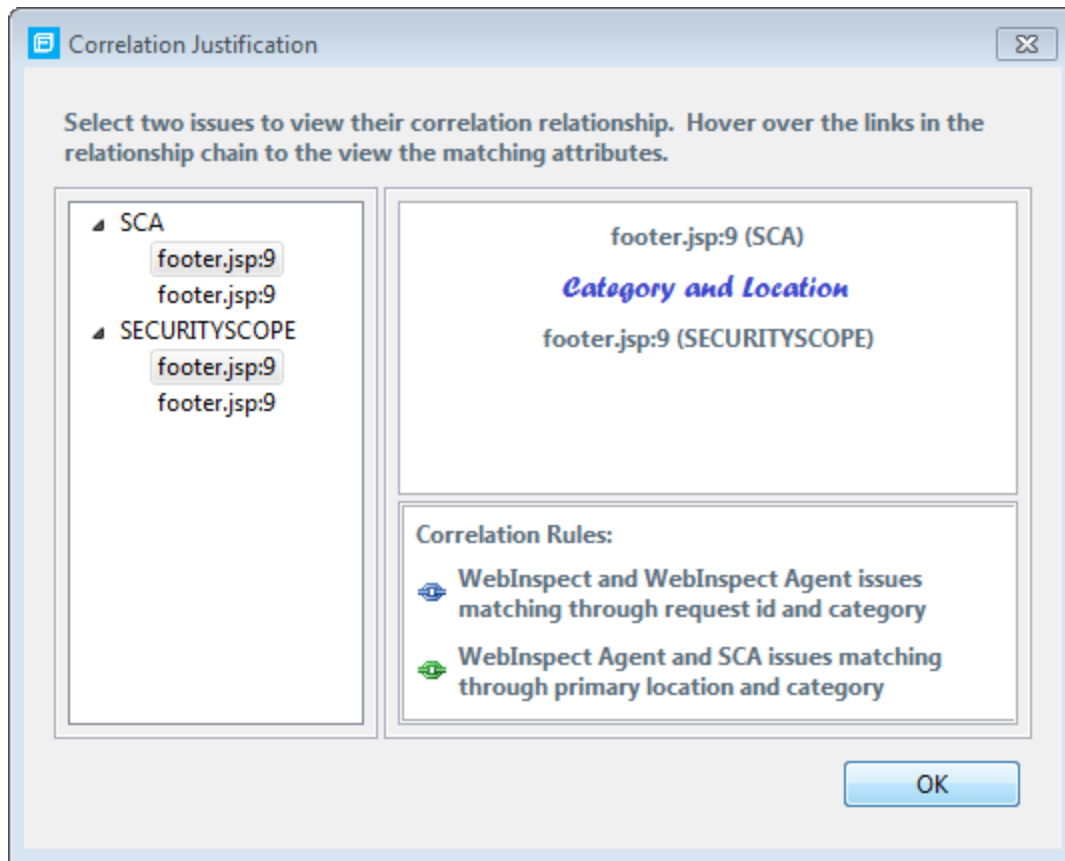 Correlation Justification
Select two issues to view their correlation relationship.  Hover over the links in the
relationship chain to the view the matching attributes.
SCA
footer.jsp:9
footer.jsp:9
SECURITYSCOPE
footer.jsp:9
footer.jsp:9
footer.jsp:9 (SCA)
Category and Location
footer.jsp:9 (SECURITYSCOPE)
Correlation Rules:
WebInspect and WebInspect Agent issues
matching through request id and category
WebInspect Agent and SCA issues matching
through primary location and category
OK